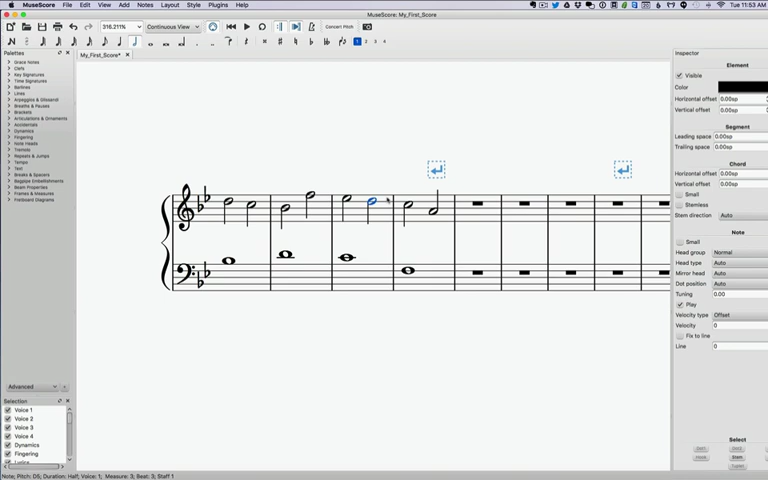 MuseScore File Edit View Add Notes Layout Style Plugins Help Tue 11:53 AM
MuseScore: My_First_Score
316.211% Continuous View Concert Pitch
1 2 3 4
Palettes
My_First_Score*
Inspector
Grace Notes
Clefs
Key Signatures
Time Signatures
Barlines
Lines
Arpeggios & Glissandi
Breaths & Pauses
Brackets
Articulations & Ornaments
Accidentals
Dynamics
Fingering
Note Heads
Tremolo
Repeats & Jumps
Tempo
Text
Breaks & Spacers
Bagpipe Embellishments
Beam Properties
Frames & Measures
Fretboard Diagrams
Element
Visible
Color
Horizontal offset 0.00sp
Vertical offset 0.00sp
Segment
Leading space 0.00sp
Trailing space 0.00sp
Chord
Horizontal offset 0.00sp
Vertical offset 0.00sp
Small
Stemless
Stem direction Auto
Note
Small
Head group Normal
Head type Auto
Mirror head Auto
Dot position Auto
Tuning 0.00
Play
Velocity type Offset
Velocity 0
Fix to line
Line 0
Advanced
Selection
Voice 1
Voice 2
Voice 3
Voice 4
Dynamics
Fingering
Lyrics
Select
Stem
Note; Pitch: D5; Duration: Half; Voice: 1; Measure: 3; Beat: 3; Staff 1